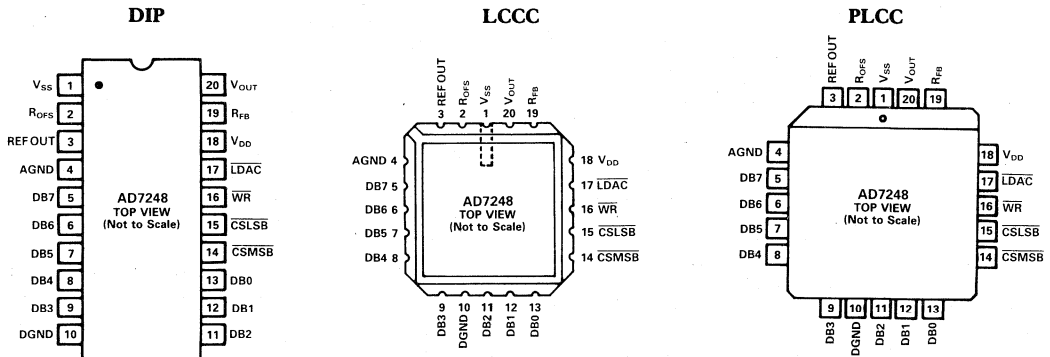 DIP
VSS 1
ROFS 2
REF OUT 3
AGND 4
DB7 5
DB6 6
DB5 7
DB4 8
DB3 9
DGND 10
AD7248
TOP VIEW
(Not to Scale)
20 VOUT
19 RFB
18 VDD
17 LDAC
16 WR
15 CSLSB
14 CSMSB
13 DB0
12 DB1
11 DB2
LCCC
REF OUT ROFS VSS VOUT RFB
3 2 1 20 19
AGND 4
DB7 5
DB6 6
DB5 7
DB4 8
AD7248
TOP VIEW
(Not to Scale)
18 VDD
17 LDAC
16 WR
15 CSLSB
14 CSMSB
9 10 11 12 13
DB3 DGND DB2 DB1 DB0
PLCC
REF OUT ROFS VSS VOUT RFB
3 2 1 20 19
AGND 4
DB7 5
DB6 6
DB5 7
DB4 8
AD7248
TOP VIEW
(Not to Scale)
18 VDD
17 LDAC
16 WR
15 CSLSB
14 CSMSB
9 10 11 12 13
DB3 DGND DB2 DB1 DB0